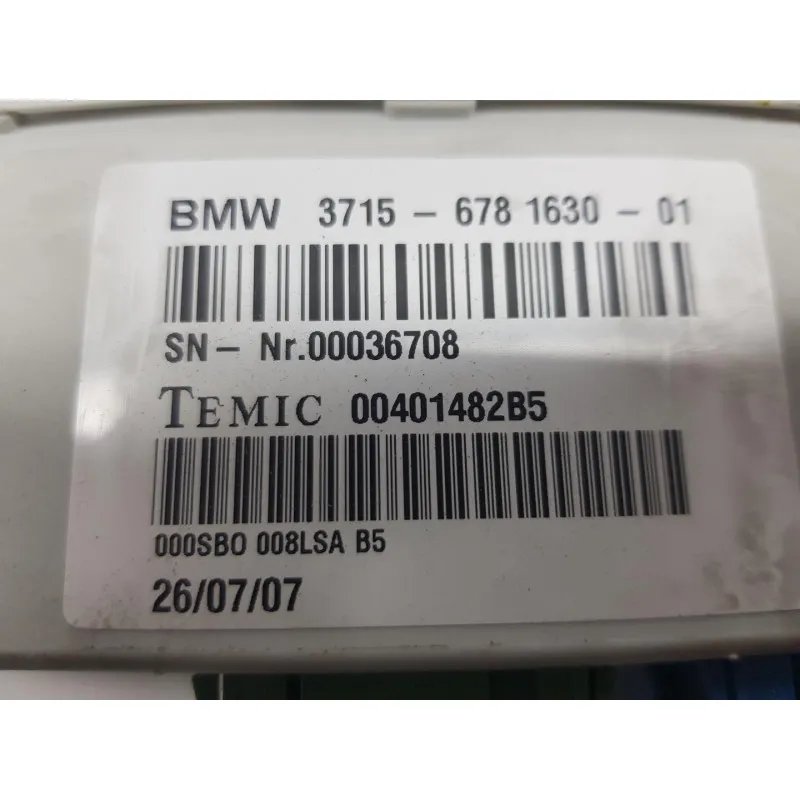 BMW 3715 - 678 1630 - 01
SN - Nr.00036708
TEMIC 00401482B5
000SBO 008LSA B5
26/07/07